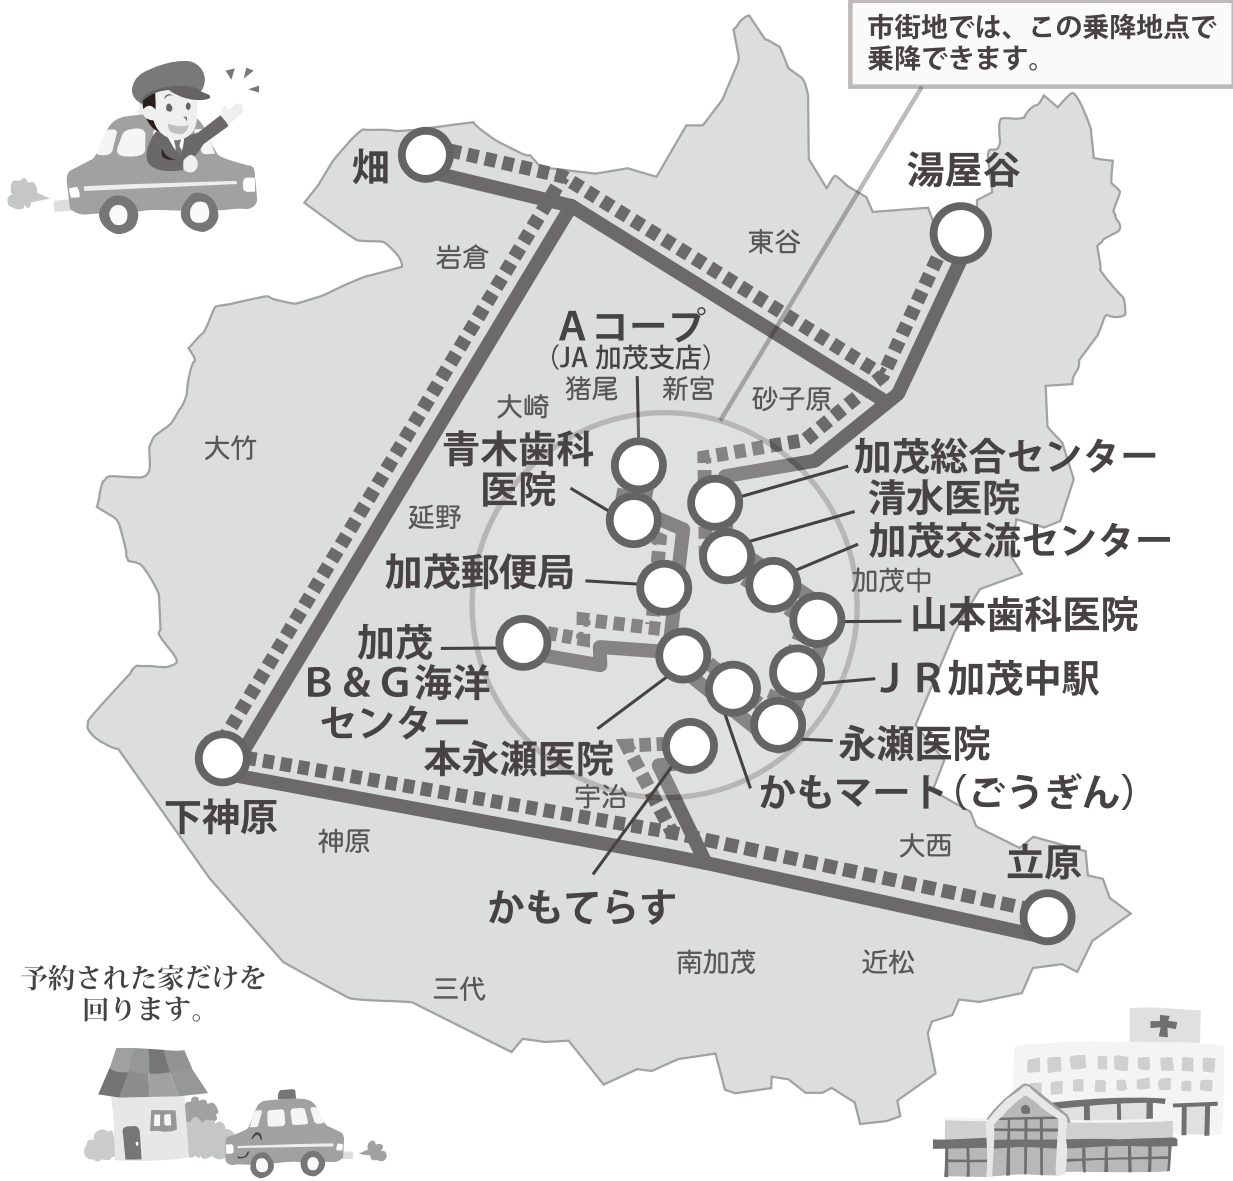 市街地では、この乗降地点で
乗降できます。
畑
湯屋谷
東谷
岩倉
Aコープ
（JA 加茂支店）
猪尾
新宮
砂子原
大崎
大竹
青木歯科
医院
加茂総合センター
清水医院
延野
加茂交流センター
加茂郵便局
加茂中
山本歯科医院
加茂
B＆G海洋
センター
JR加茂中駅
本永瀬医院
永瀬医院
かもマート（ごうぎん）
宇治
下神原
神原
大西
立原
かもてらす
南加茂
近松
三代
予約された家だけを
回ります。